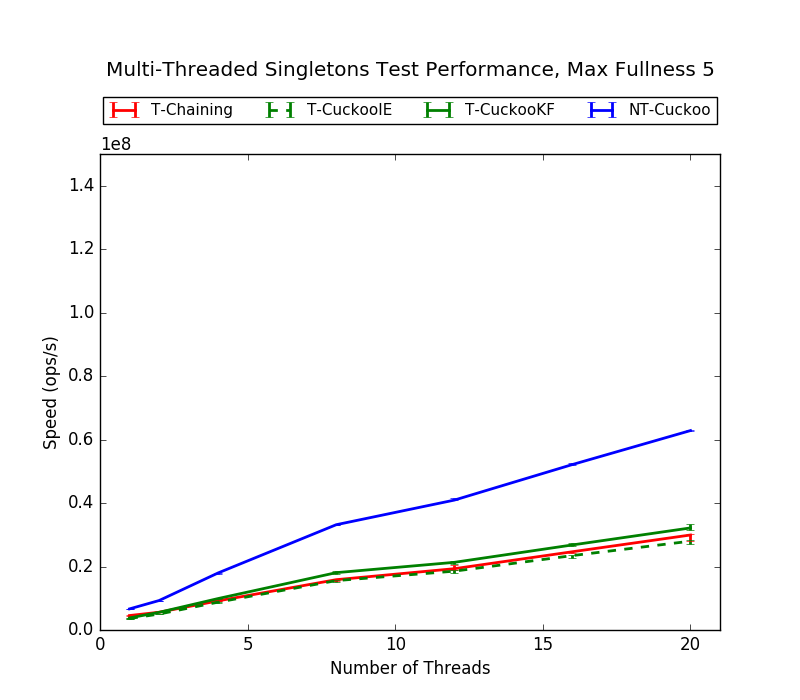 Multi-Threaded Singletons Test Performance, Max Fullness 5
T-Chaining T-CuckooIE T-CuckooKF NT-Cuckoo
1e8
1.4
1.2
1.0
0.8
0.6
0.4
0.2
0.0
Speed (ops/s)
0 5 10 15 20
Number of Threads